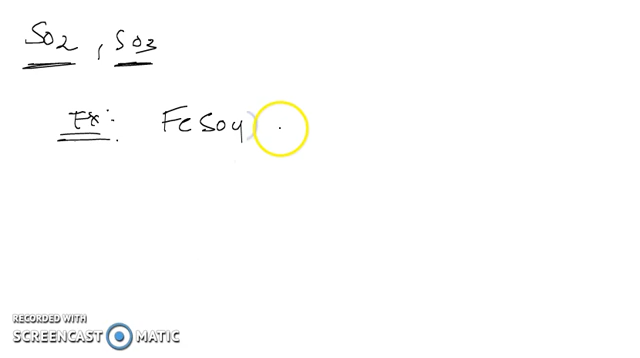 SO2, SO3
Ex:- FeSO4
RECORDED WITH
SCREENCAST MATIC